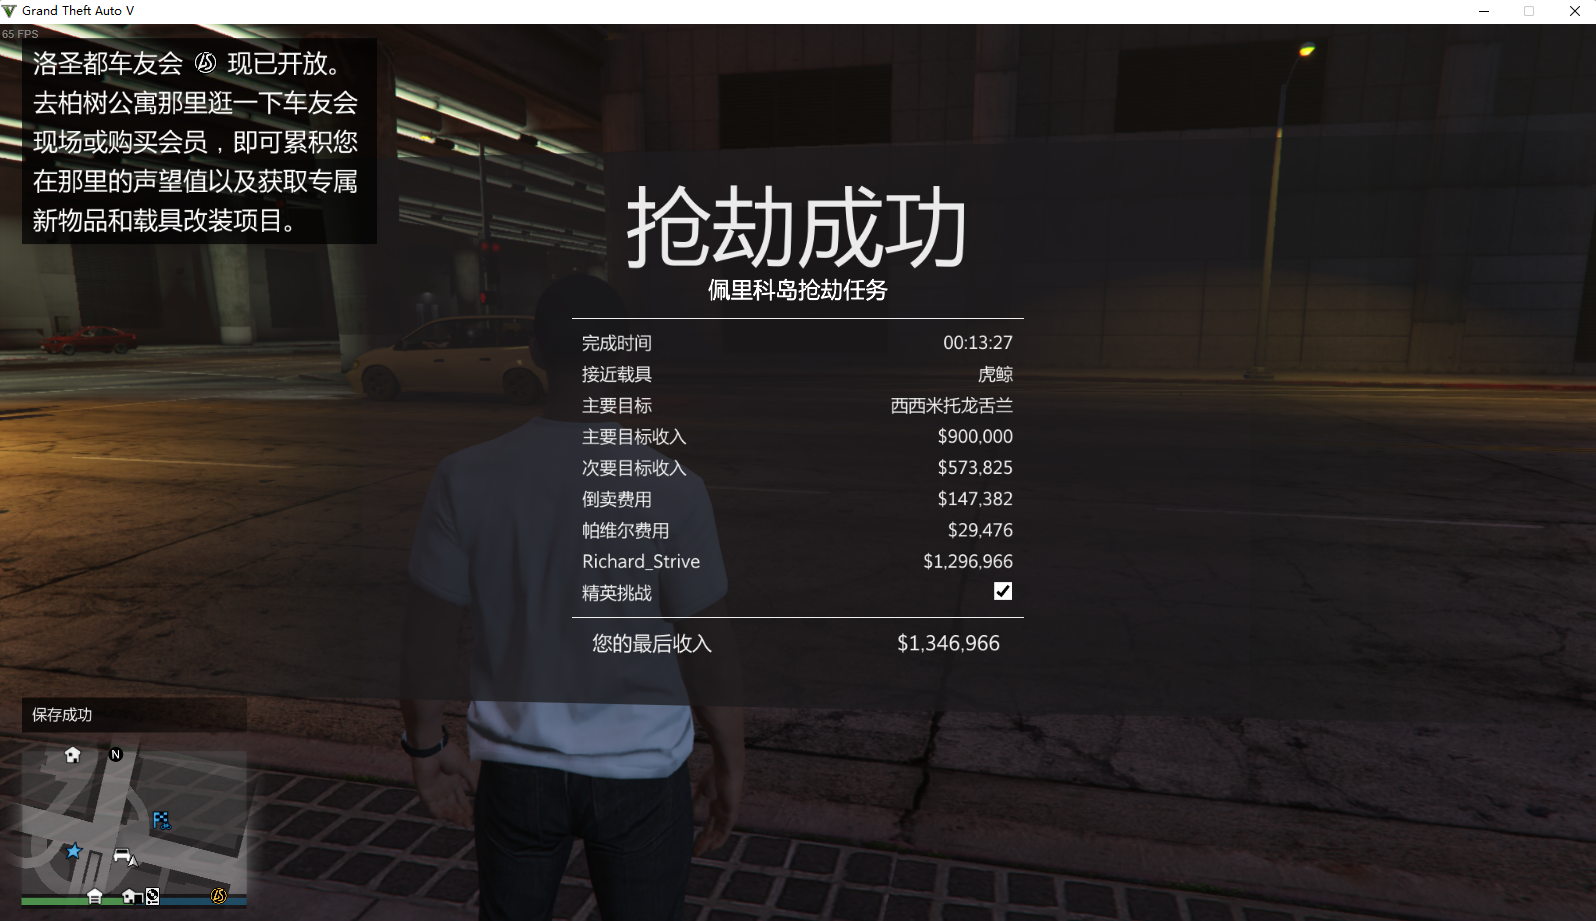 Grand Theft Auto V
65 FPS
洛圣都车友会 LS 现已开放。
去柏树公寓那里逛一下车友会
现场或购买会员，即可累积您
在那里的声望值以及获取专属
新物品和载具改装项目。
抢劫成功
佩里科岛抢劫任务
完成时间 00:13:27
接近载具 虎鲸
主要目标 西西米托龙舌兰
主要目标收入 $900,000
次要目标收入 $573,825
倒卖费用 $147,382
帕维尔费用 $29,476
Richard_Strive $1,296,966
精英挑战
您的最后收入 $1,346,966
保存成功
N
LS